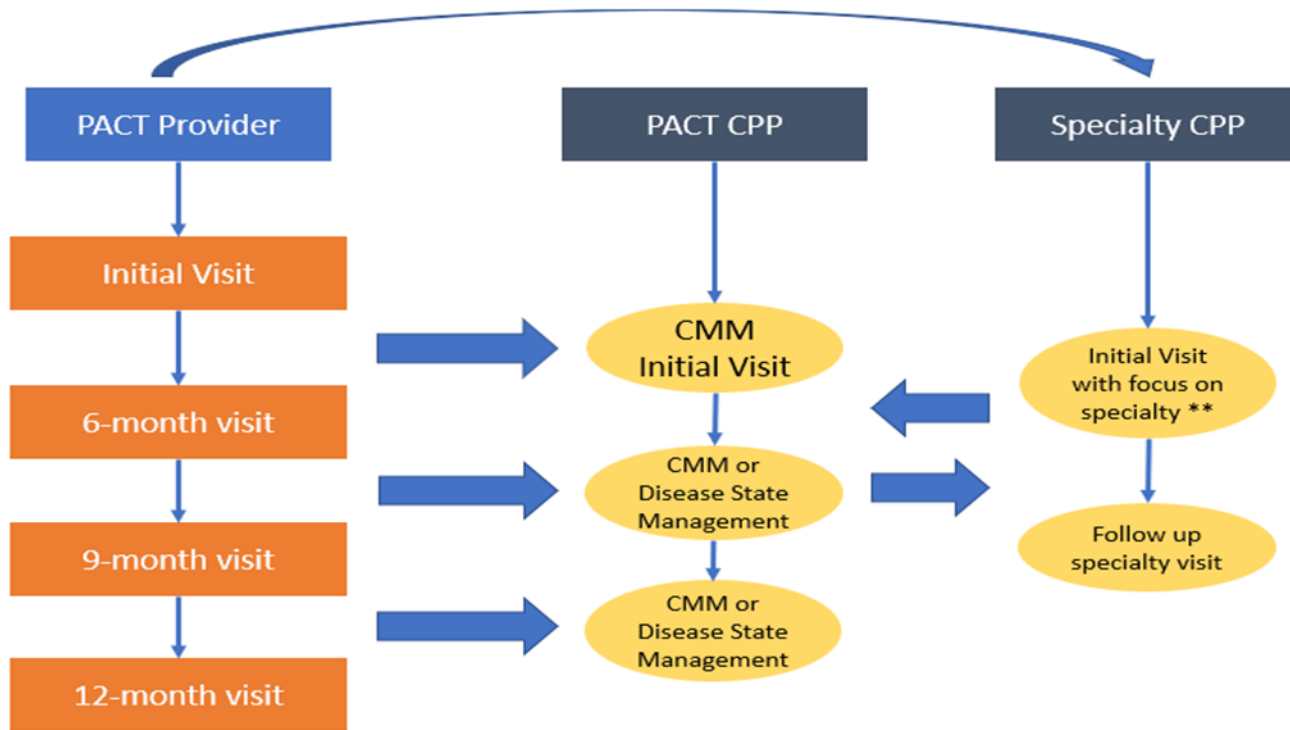 PACT Provider
PACT CPP
Specialty CPP
Initial Visit
6-month visit
9-month visit
12-month visit
CMM
Initial Visit
CMM or
Disease State
Management
CMM or
Disease State
Management
Initial Visit
with focus on
specialty **
Follow up
specialty visit